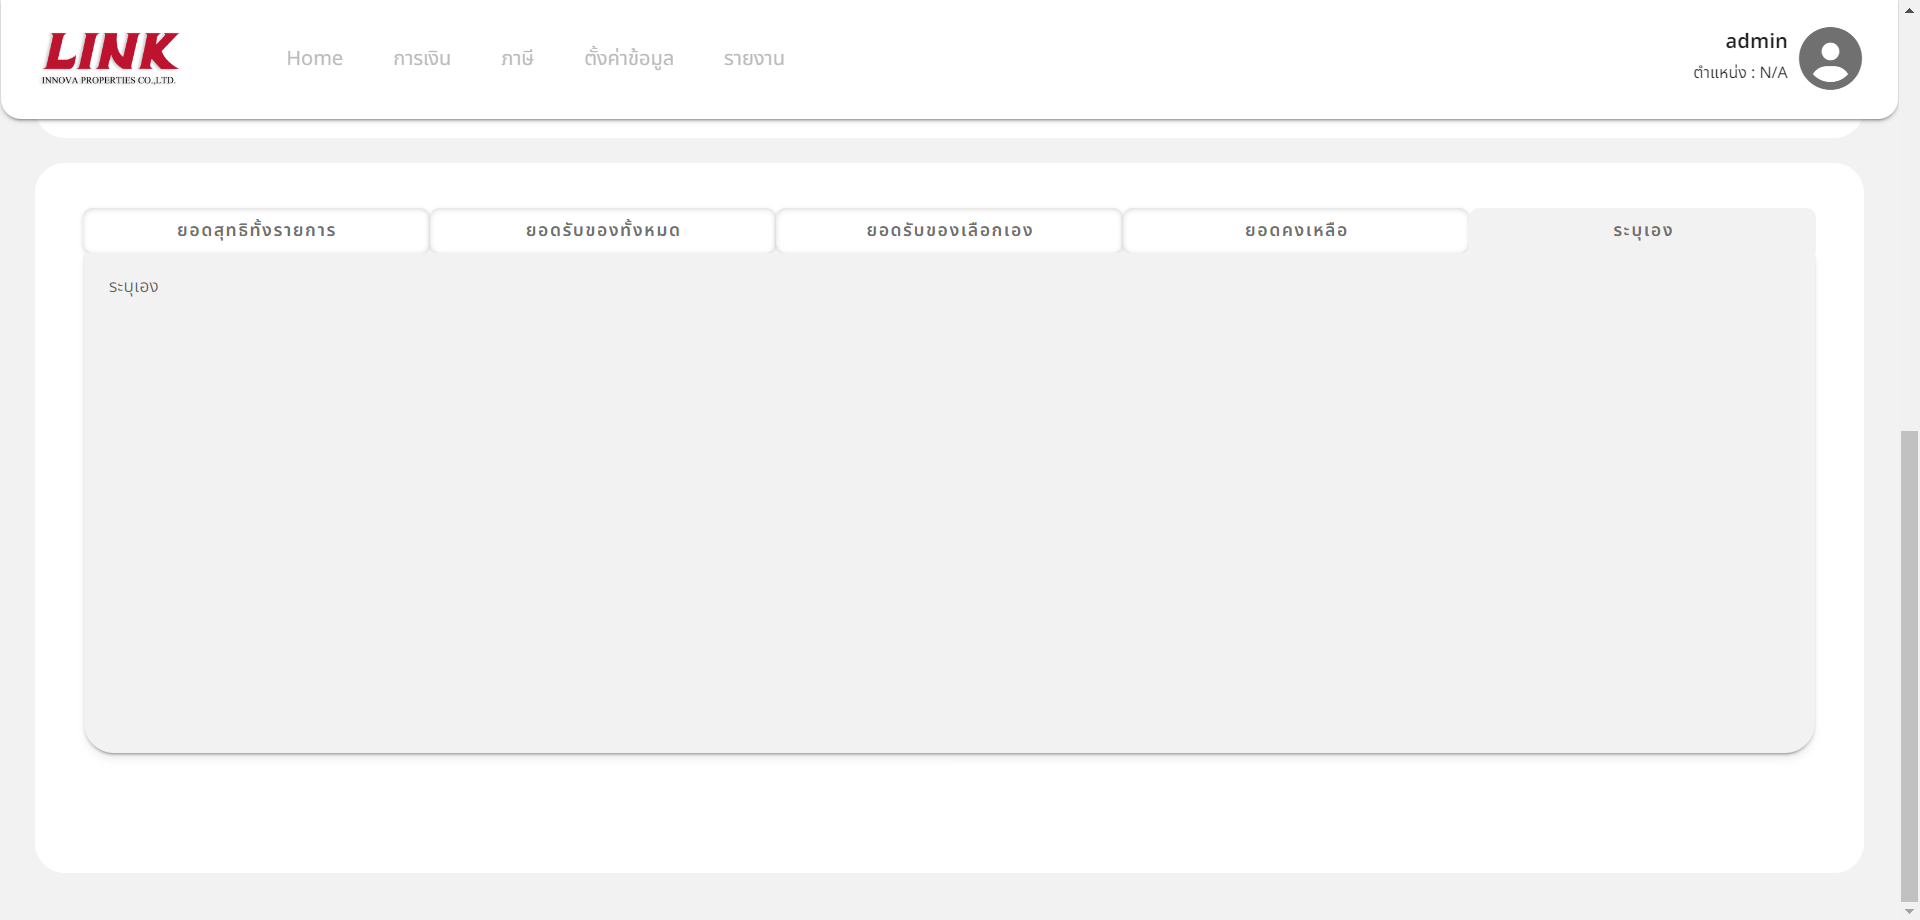 LINK
INNOVA PROPERTIES CO.,LTD.
Home การเงิน ภาษี ตั้งค่าข้อมูล รายงาน
admin
ตำแหน่ง : N/A
ยอดสุทธิทั้งรายการ ยอดรับของทั้งหมด ยอดรับของเลือกเอง ยอดคงเหลือ ระบุเอง
ระบุเอง